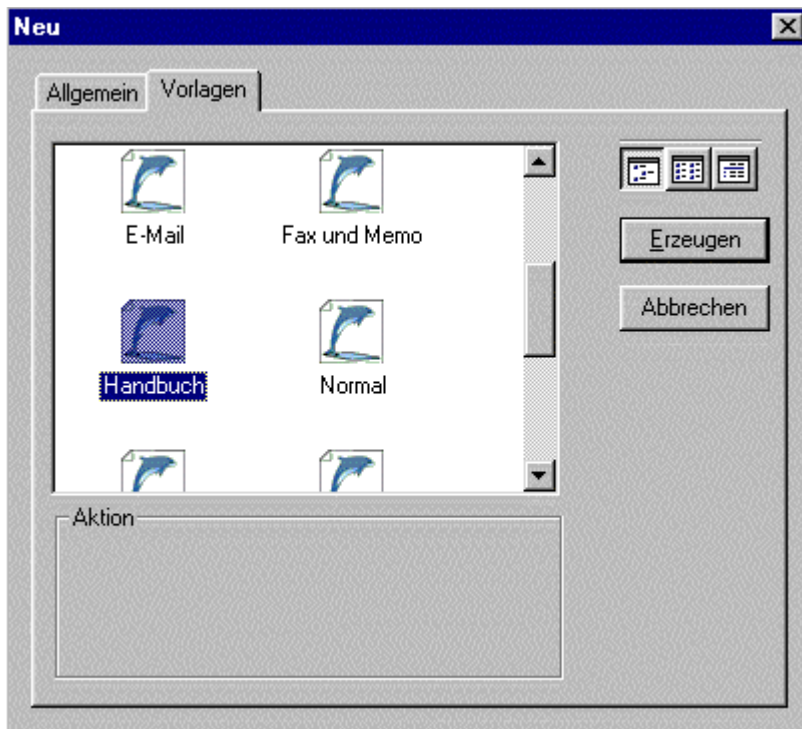 Neu
Allgemein
Vorlagen
E-Mail
Fax und Memo
Erzeugen
Abbrechen
Handbuch
Normal
Aktion